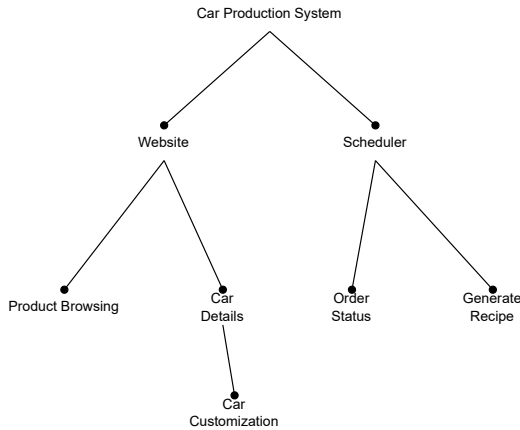 Car Production System
Website
Scheduler
Product Browsing
Car
Details
Order
Status
Generate
Recipe
Car
Customization